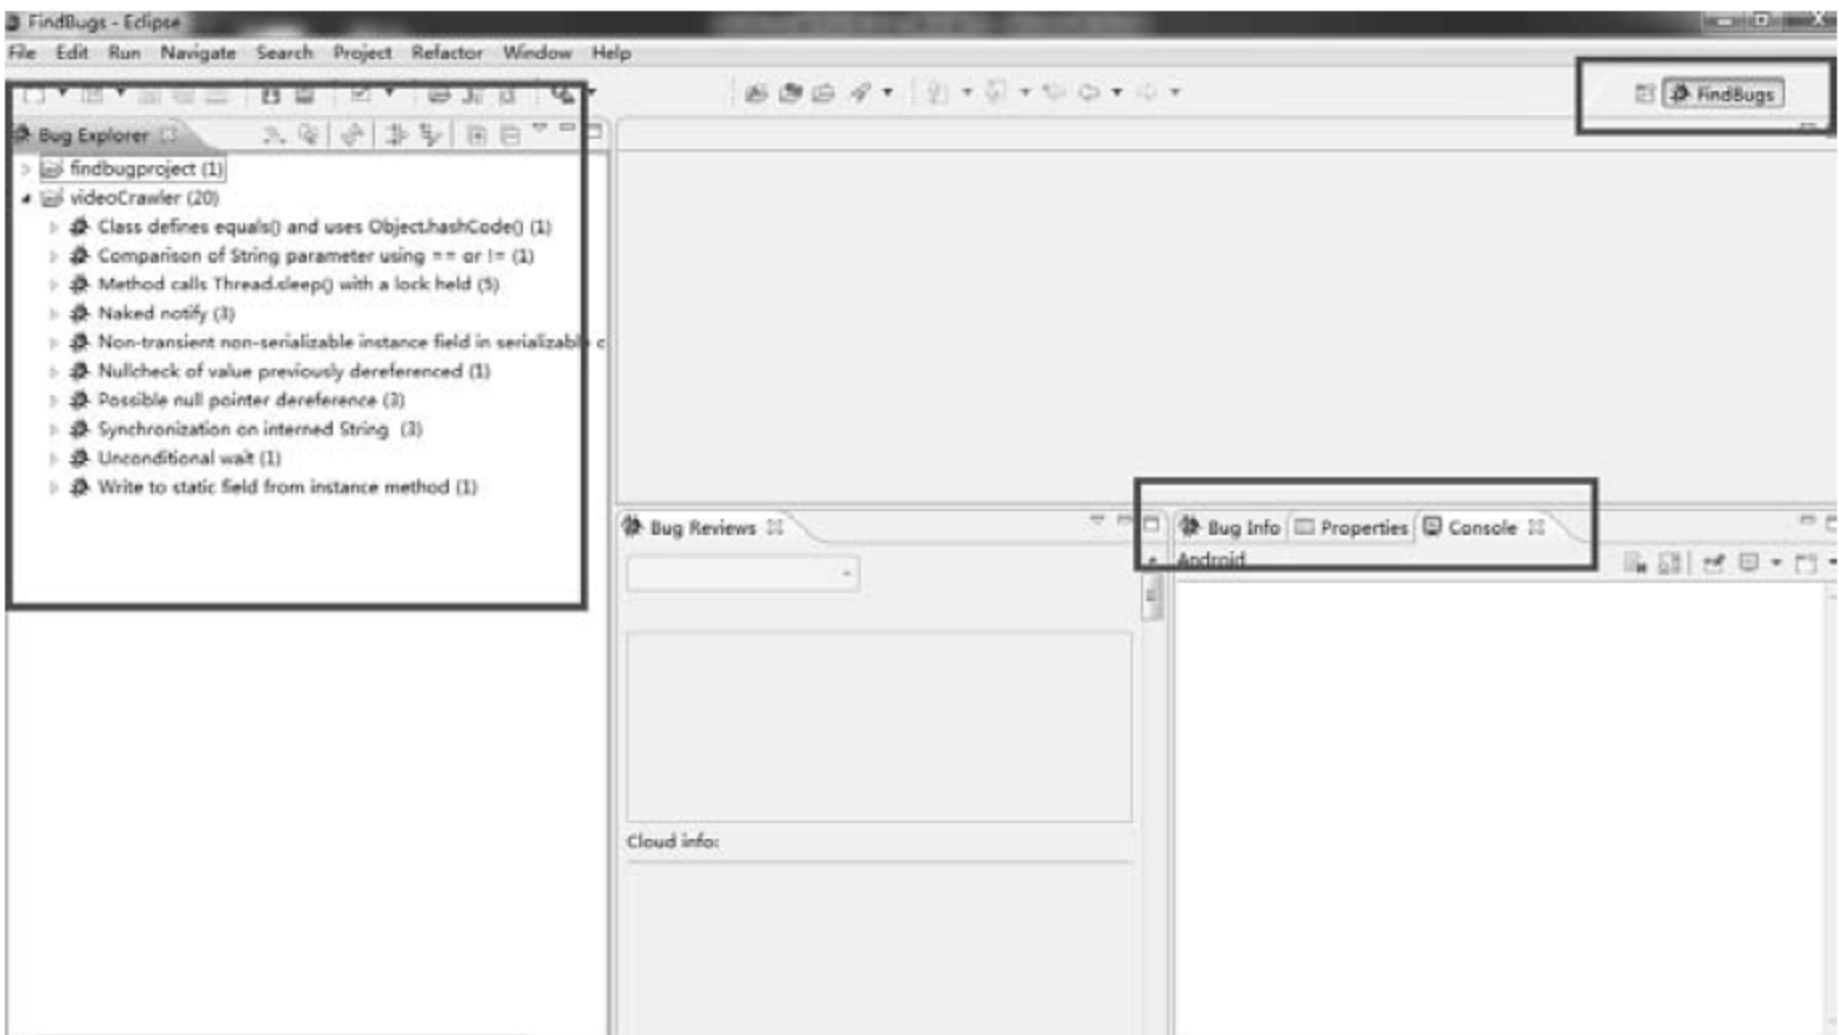 FindBugs - Eclipse
File Edit Run Navigate Search Project Refactor Window Help
FindBugs
Bug Explorer
findbugproject (1)
videoCrawler (20)
Class defines equals() and uses Object.hashCode() (1)
Comparison of String parameter using == or != (1)
Method calls Thread.sleep() with a lock held (5)
Naked notify (3)
Non-transient non-serializable instance field in serializable c
Nullcheck of value previously dereferenced (1)
Possible null pointer dereference (3)
Synchronization on interned String (3)
Unconditional wait (1)
Write to static field from instance method (1)
Bug Reviews
Cloud info:
Bug Info Properties Console
Android